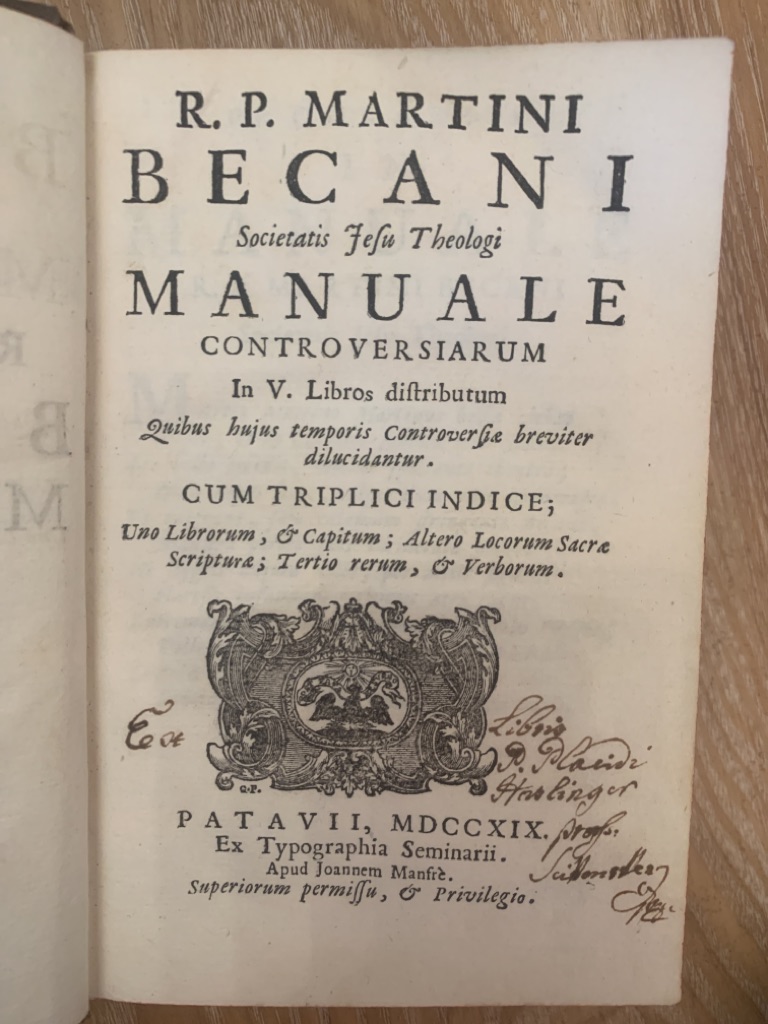 R. P. MARTINI
BECANI
Societatis Jeſu Theologi
MANUALE
CONTROVERSIARUM
In V. Libros diſtributum
Quibus hujus temporis Controverſiæ breviter
dilucidantur.
CUM TRIPLICI INDICE;
Uno Librorum, & Capitum; Altero Locorum Sacræ
Scripturæ; Tertio rerum, & Verborum.
Ex
Libris
P. Placidi
Haslinger
G.P.
PATAVII, MDCCXIX.
profs:
Ex Typographia Seminarii.
Apud Joannem Manfrè.
Superiorum permiſſu, & Privilegio.